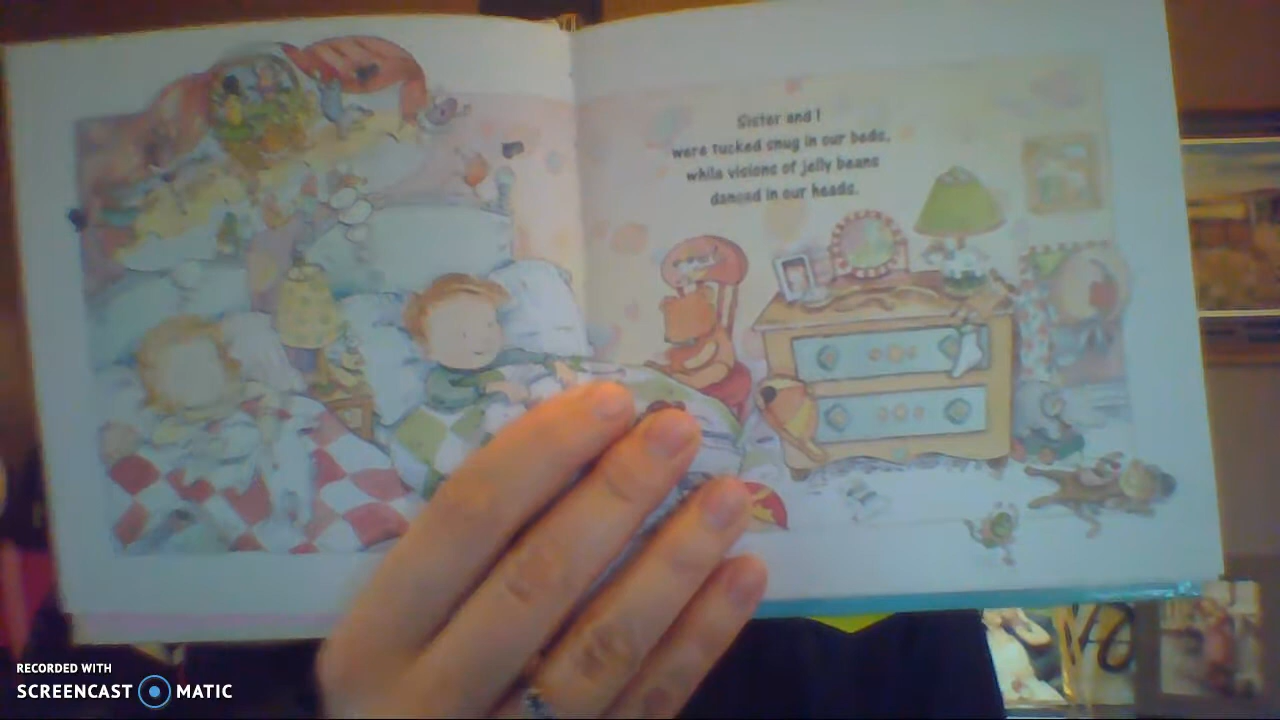 Sister and I
were tucked snug in our beds,
while visions of jelly beans
danced in our heads.
RECORDED WITH
SCREENCAST MATIC